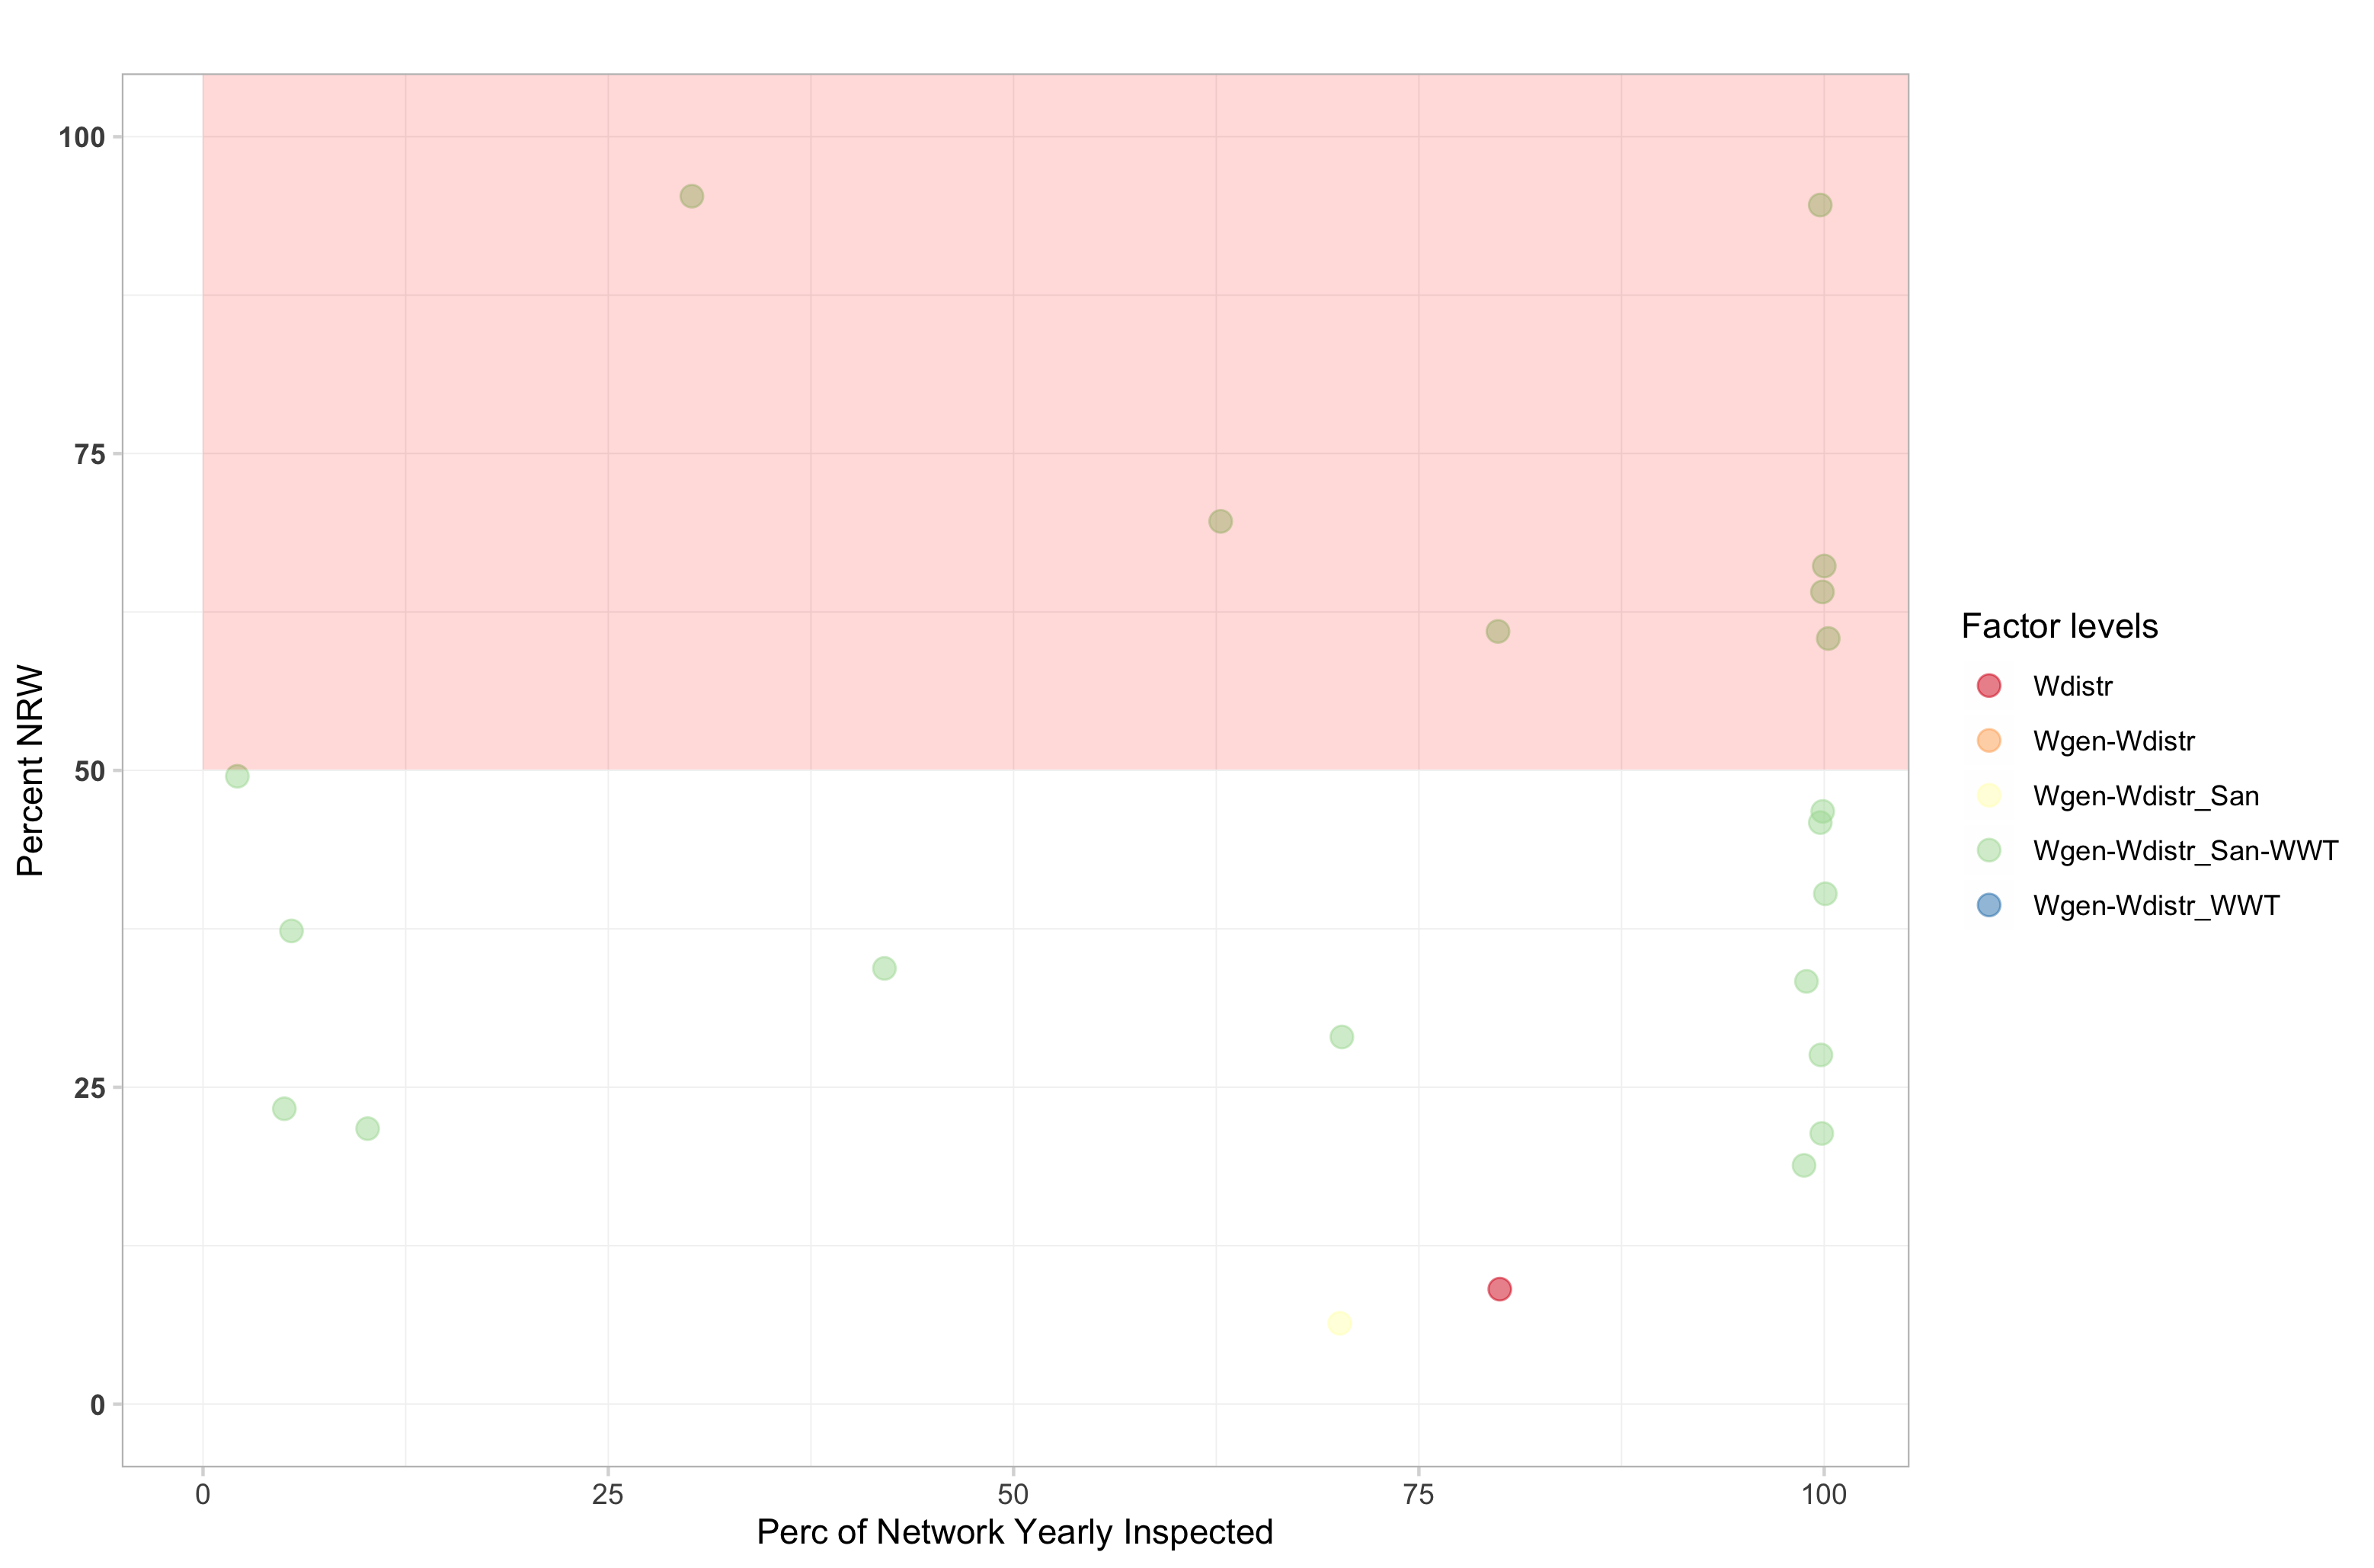 100
75
50
25
0
Percent NRW
0 25 50 75 100
Perc of Network Yearly Inspected
Factor levels
Wdistr
Wgen-Wdistr
Wgen-Wdistr_San
Wgen-Wdistr_San-WWT
Wgen-Wdistr_WWT